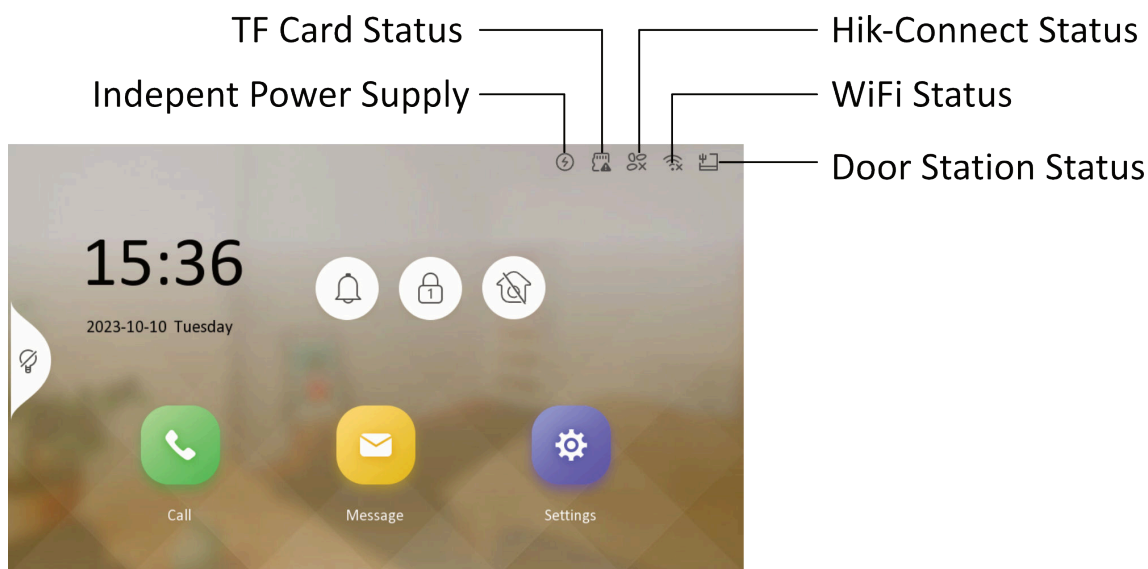 TF Card Status
Hik-Connect Status
Indepent Power Supply
WiFi Status
Door Station Status
15:36
1
2023-10-10 Tuesday
Call
Message
Settings